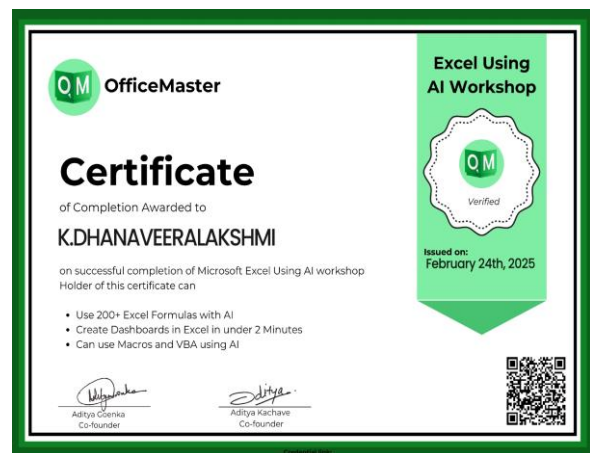 OM OfficeMaster
Certificate
of Completion Awarded to
K.DHANAVEERALAKSHMI
on successful completion of Microsoft Excel Using AI workshop
Holder of this certificate can
• Use 200+ Excel Formulas with AI
• Create Dashboards in Excel in under 2 Minutes
• Can use Macros and VBA using AI
Aditya Goenka
Co-founder
Aditya Kachave
Co-founder
Excel Using
AI Workshop
OM
Verified
Issued on:
February 24th, 2025